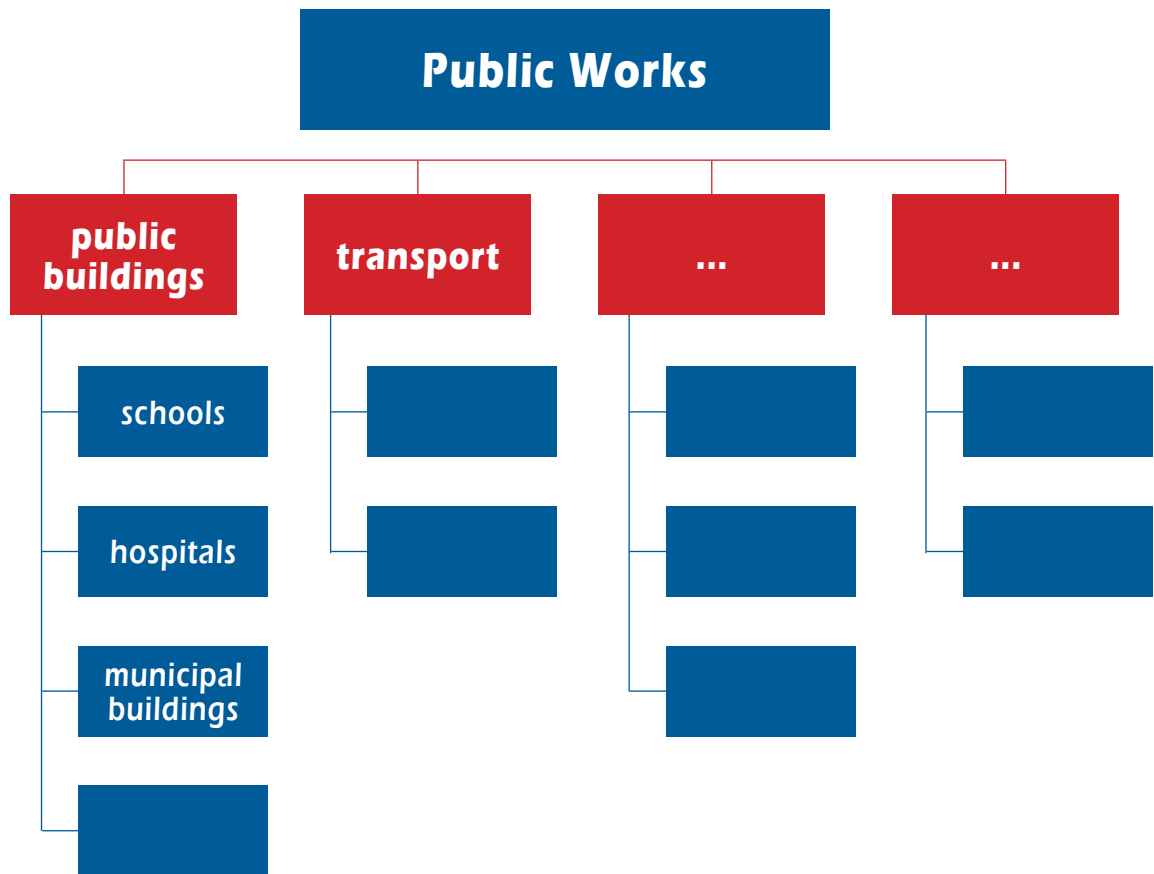 Public Works
public
buildings
transport
...
...
schools
hospitals
municipal
buildings